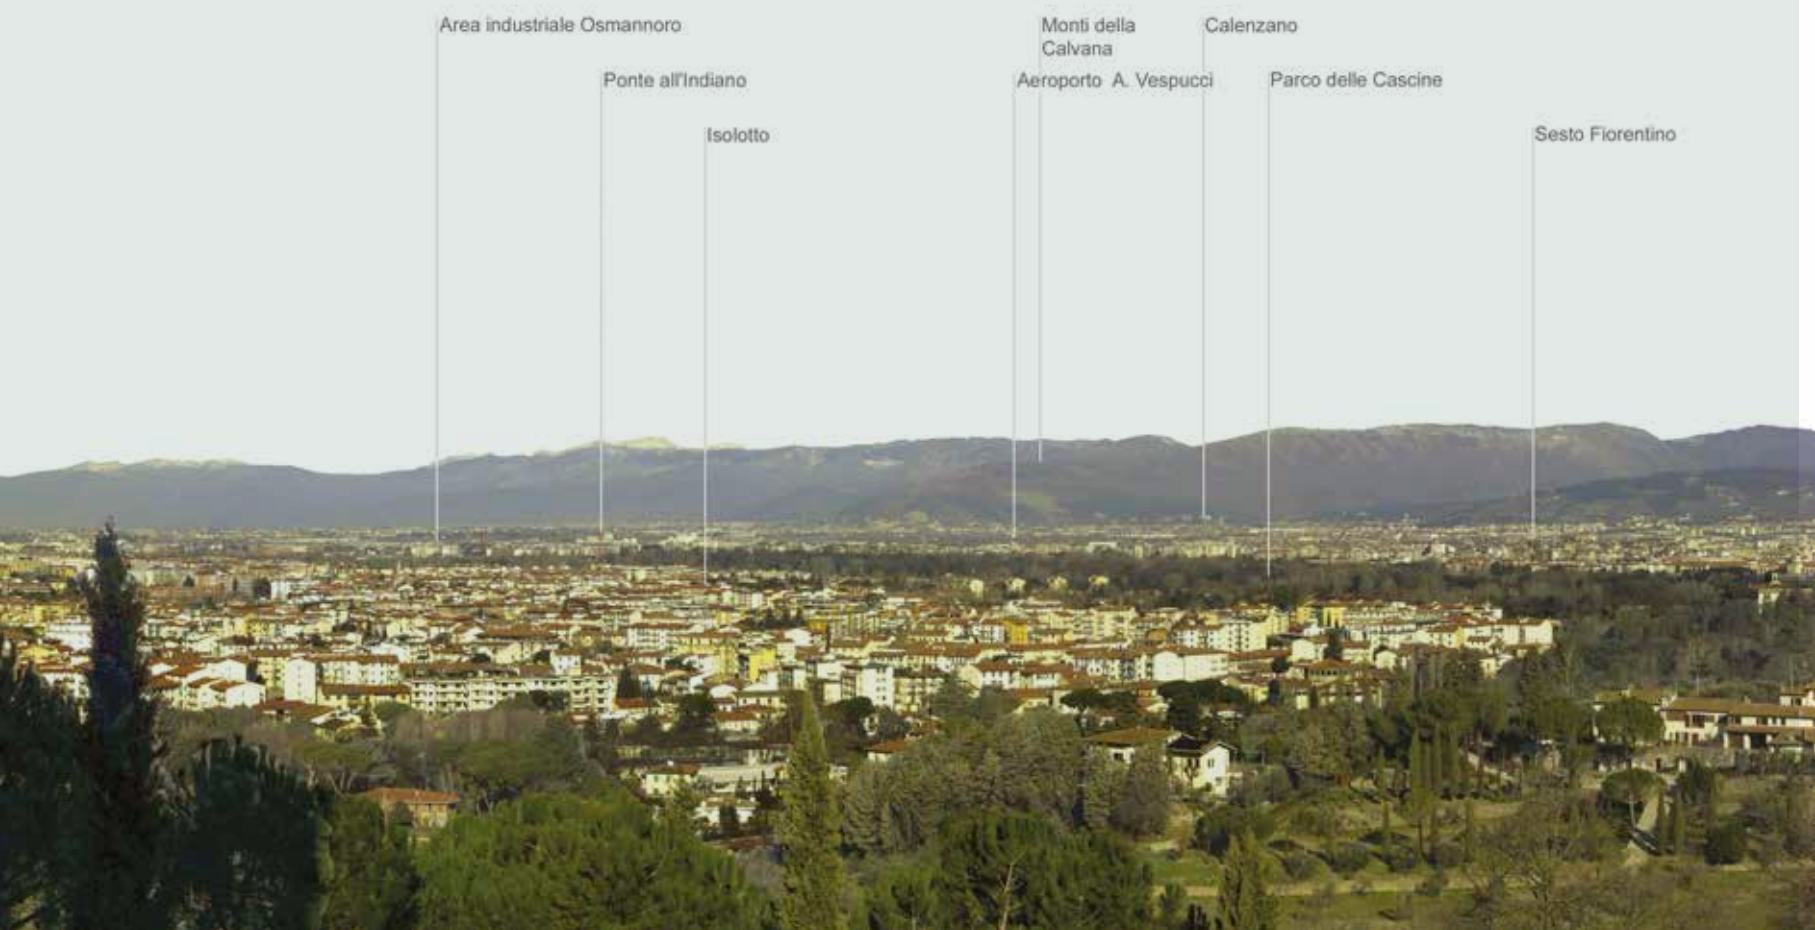 Area industriale Osmannoro
Monti della
Calvana
Calenzano
Ponte all'Indiano
Aeroporto A. Vespucci
Parco delle Cascine
Isolotto
Sesto Fiorentino